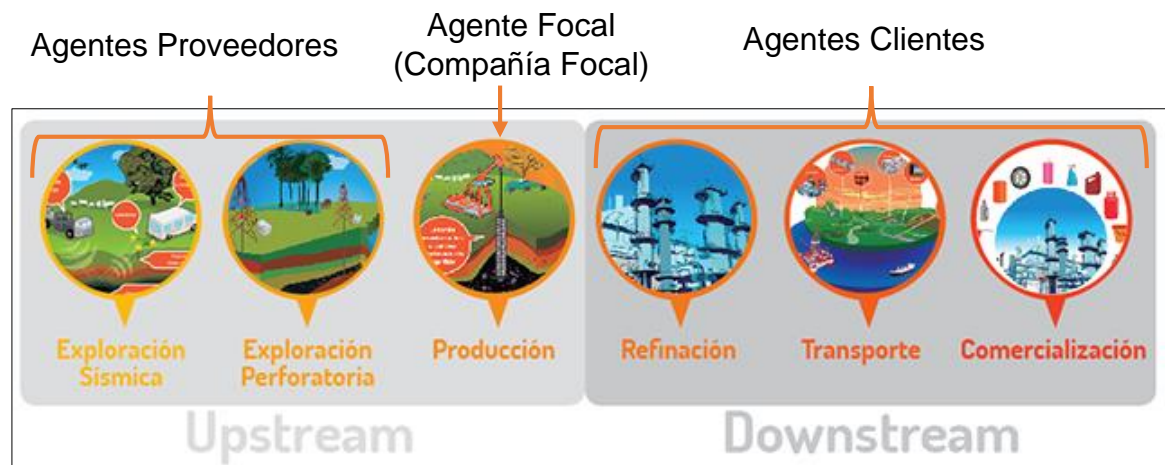 Agentes Proveedores
Agente Focal
(Compañía Focal)
Agentes Clientes
Exploración
Sísmica
Exploración
Perforatoria
Producción
Refinación
Transporte
Comercialización
Upstream
Downstream